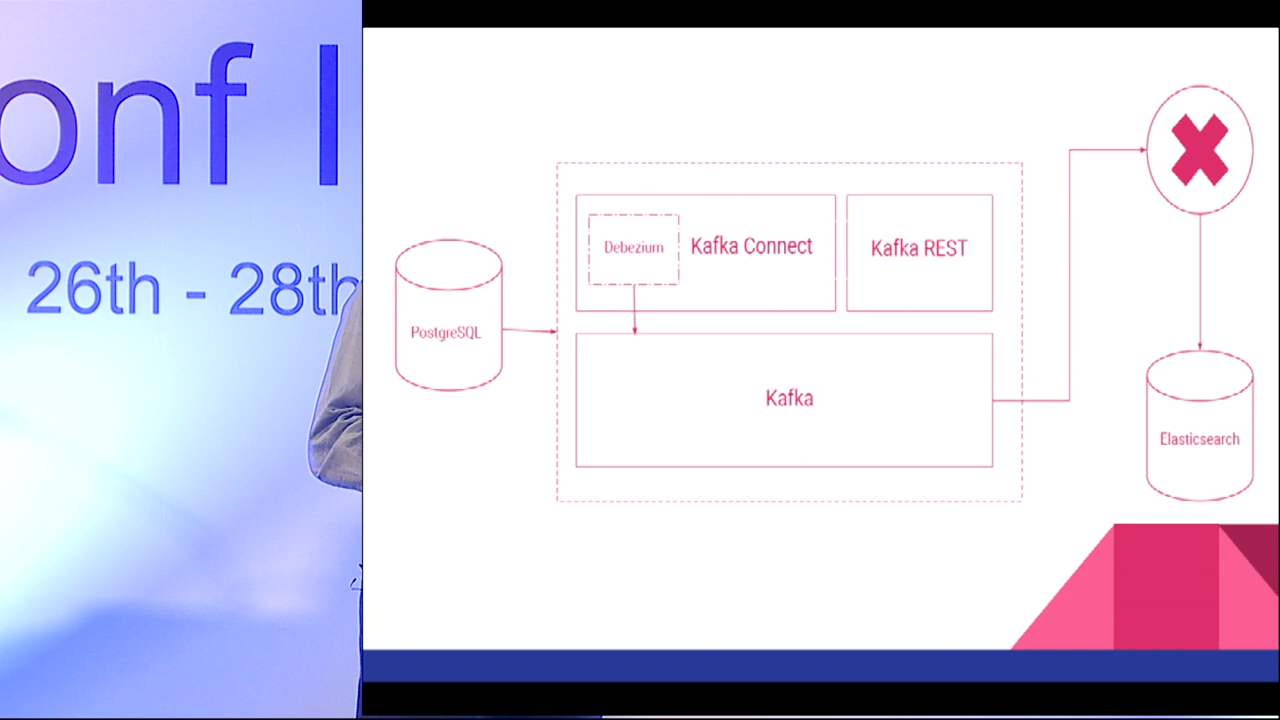 onf I
26th - 28th
Debezium
Kafka Connect
Kafka REST
PostgreSQL
Kafka
Elasticsearch